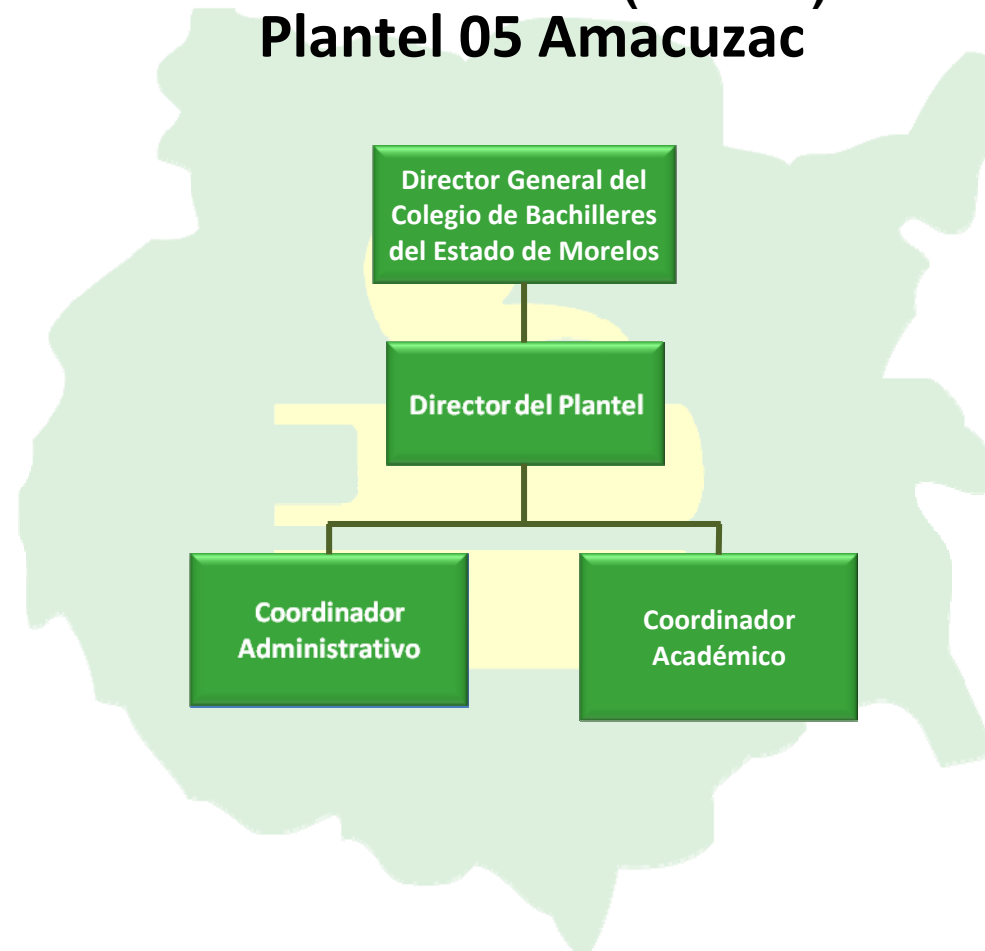 Plantel 05 Amacuzac
Director General del
Colegio de Bachilleres
del Estado de Morelos
Director del Plantel
Coordinador
Administrativo
Coordinador
Académico